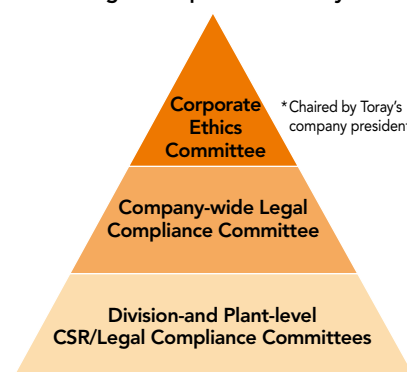 Corporate
Ethics
Committee
*Chaired by Toray's
company president
Company-wide Legal
Compliance Committee
Division-and Plant-level
CSR/Legal Compliance Committees